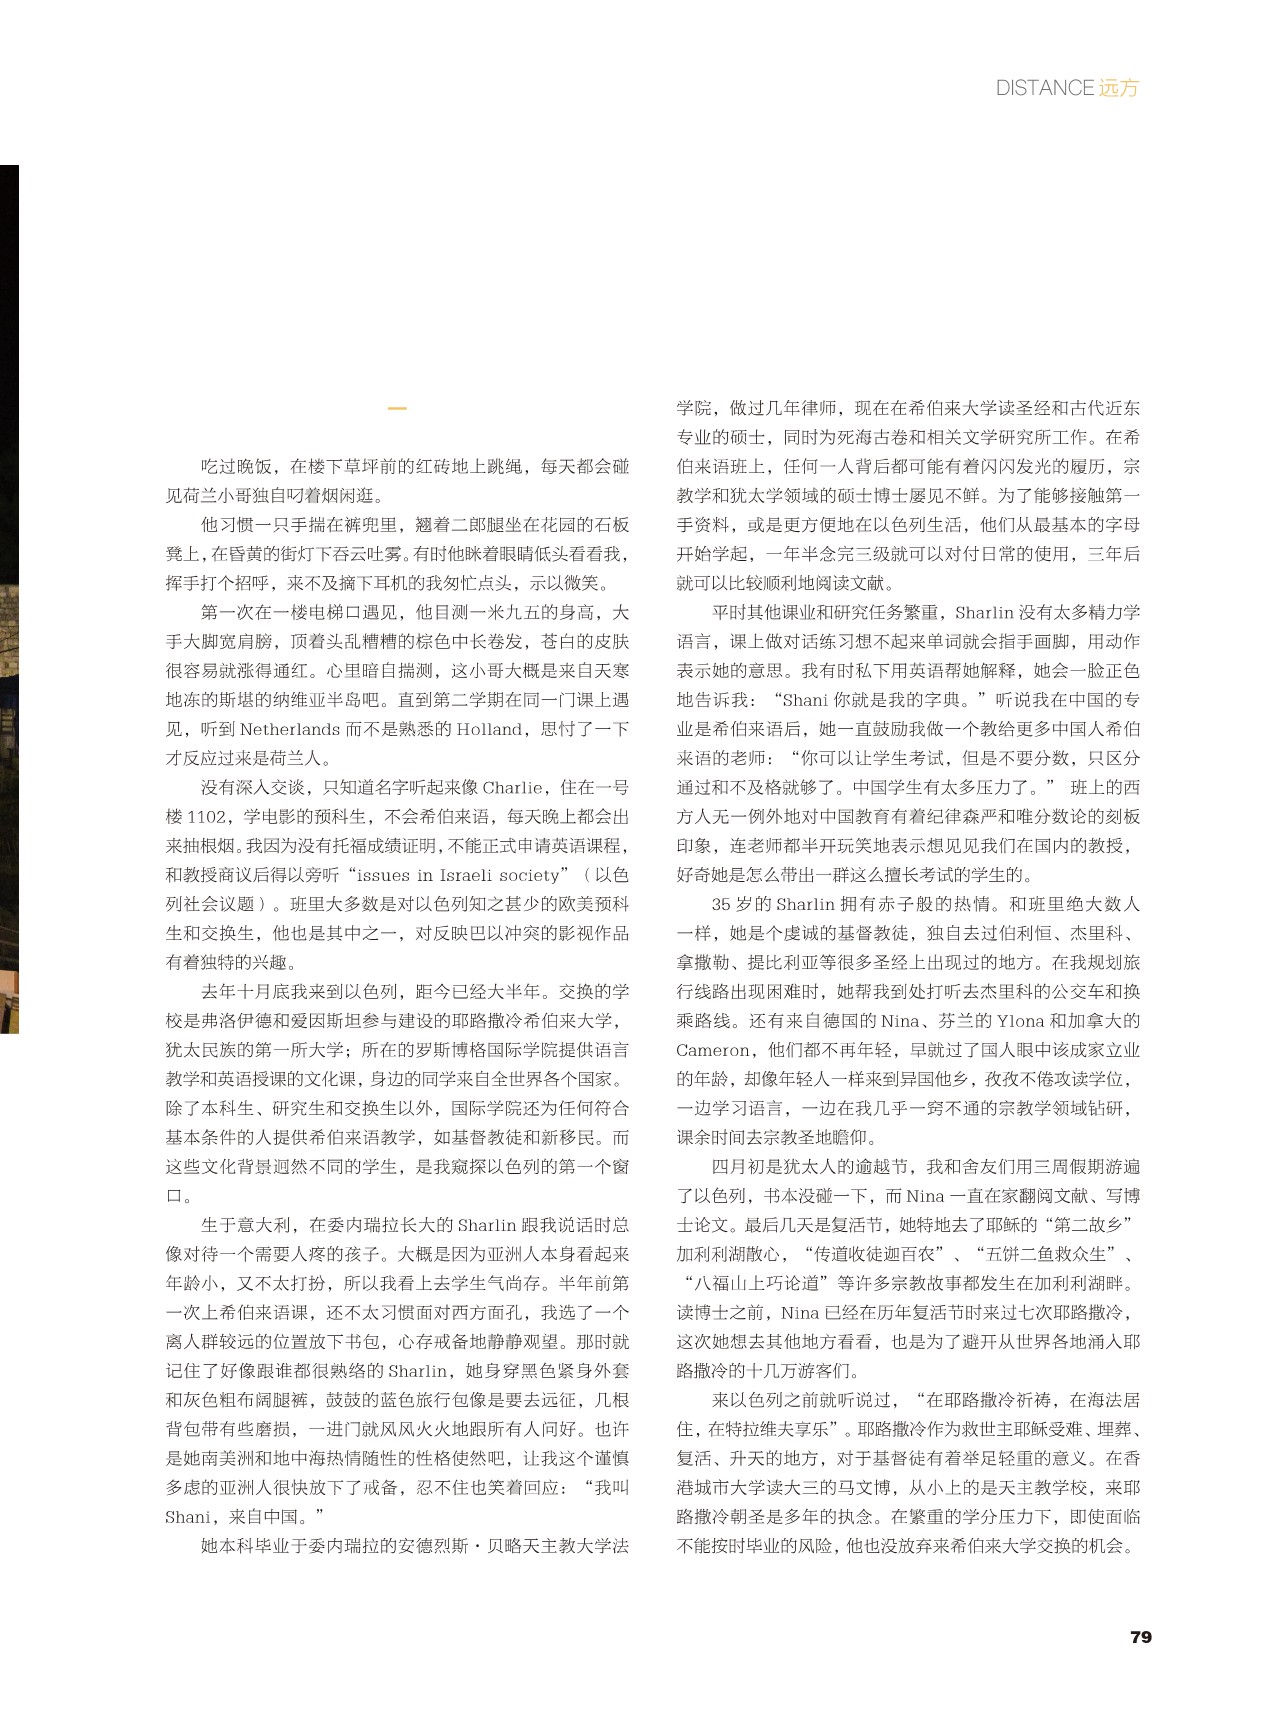 DISTANCE 远方
一
吃过晚饭，在楼下草坪前的红砖地上跳绳，每天都会碰
见荷兰小哥独自叼着烟闲逛。
他习惯一只手揣在裤兜里，翘着二郎腿坐在花园的石板
凳上，在昏黄的街灯下吞云吐雾。有时他眯着眼睛低头看看我，
挥手打个招呼，来不及摘下耳机的我匆忙点头，示以微笑。
第一次在一楼电梯口遇见，他目测一米九五的身高，大
手大脚宽肩膀，顶着头乱糟糟的棕色中长卷发，苍白的皮肤
很容易就涨得通红。心里暗自揣测，这小哥大概是来自天寒
地冻的斯堪的纳维亚半岛吧。直到第二学期在同一门课上遇
见，听到 Netherlands 而不是熟悉的 Holland，思忖了一下
才反应过来是荷兰人。
没有深入交谈，只知道名字听起来像 Charlie，住在一号
楼 1102，学电影的预科生，不会希伯来语，每天晚上都会出
来抽根烟。我因为没有托福成绩证明，不能正式申请英语课程，
和教授商议后得以旁听“issues in Israeli society”（以色
列社会议题）。班里大多数是对以色列知之甚少的欧美预科
生和交换生，他也是其中之一，对反映巴以冲突的影视作品
有着独特的兴趣。
去年十月底我来到以色列，距今已经大半年。交换的学
校是弗洛伊德和爱因斯坦参与建设的耶路撒冷希伯来大学，
犹太民族的第一所大学；所在的罗斯博格国际学院提供语言
教学和英语授课的文化课，身边的同学来自全世界各个国家。
除了本科生、研究生和交换生以外，国际学院还为任何符合
基本条件的人提供希伯来语教学，如基督教徒和新移民。而
这些文化背景迥然不同的学生，是我窥探以色列的第一个窗
口。
生于意大利，在委内瑞拉长大的 Sharlin 跟我说话时总
像对待一个需要人疼的孩子。大概是因为亚洲人本身看起来
年龄小，又不太打扮，所以我看上去学生气尚存。半年前第
一次上希伯来语课，还不太习惯面对西方面孔，我选了一个
离人群较远的位置放下书包，心存戒备地静静观望。那时就
记住了好像跟谁都很熟络的 Sharlin，她身穿黑色紧身外套
和灰色粗布阔腿裤，鼓鼓的蓝色旅行包像是要去远征，几根
背包带有些磨损，一进门就风风火火地跟所有人问好。也许
是她南美洲和地中海热情随性的性格使然吧，让我这个谨慎
多虑的亚洲人很快放下了戒备，忍不住也笑着回应：“我叫
Shani，来自中国。”
她本科毕业于委内瑞拉的安德烈斯·贝略天主教大学法
学院，做过几年律师，现在在希伯来大学读圣经和古代近东
专业的硕士，同时为死海古卷和相关文学研究所工作。在希
伯来语班上，任何一人背后都可能有着闪闪发光的履历，宗
教学和犹太学领域的硕士博士屡见不鲜。为了能够接触第一
手资料，或是更方便地在以色列生活，他们从最基本的字母
开始学起，一年半念完三级就可以对付日常的使用，三年后
就可以比较顺利地阅读文献。
平时其他课业和研究任务繁重，Sharlin 没有太多精力学
语言，课上做对话练习想不起来单词就会指手画脚，用动作
表示她的意思。我有时私下用英语帮她解释，她会一脸正色
地告诉我：“Shani 你就是我的字典。”听说我在中国的专
业是希伯来语后，她一直鼓励我做一个教给更多中国人希伯
来语的老师：“你可以让学生考试，但是不要分数，只区分
通过和不及格就够了。中国学生有太多压力了。” 班上的西
方人无一例外地对中国教育有着纪律森严和唯分数论的刻板
印象，连老师都半开玩笑地表示想见见我们在国内的教授，
好奇她是怎么带出一群这么擅长考试的学生的。
35 岁的 Sharlin 拥有赤子般的热情。和班里绝大数人
一样，她是个虔诚的基督教徒，独自去过伯利恒、杰里科、
拿撒勒、提比利亚等很多圣经上出现过的地方。在我规划旅
行线路出现困难时，她帮我到处打听去杰里科的公交车和换
乘路线。还有来自德国的 Nina、芬兰的 Ylona 和加拿大的
Cameron，他们都不再年轻，早就过了国人眼中该成家立业
的年龄，却像年轻人一样来到异国他乡，孜孜不倦攻读学位，
一边学习语言，一边在我几乎一窍不通的宗教学领域钻研，
课余时间去宗教圣地瞻仰。
四月初是犹太人的逾越节，我和舍友们用三周假期游遍
了以色列，书本没碰一下，而 Nina 一直在家翻阅文献、写博
士论文。最后几天是复活节，她特地去了耶稣的“第二故乡”
加利利湖散心，“传道收徒迦百农”、“五饼二鱼救众生”、
“八福山上巧论道”等许多宗教故事都发生在加利利湖畔。
读博士之前，Nina 已经在历年复活节时来过七次耶路撒冷，
这次她想去其他地方看看，也是为了避开从世界各地涌入耶
路撒冷的十几万游客们。
来以色列之前就听说过，“在耶路撒冷祈祷，在海法居
住，在特拉维夫享乐”。耶路撒冷作为救世主耶稣受难、埋葬、
复活、升天的地方，对于基督徒有着举足轻重的意义。在香
港城市大学读大三的马文博，从小上的是天主教学校，来耶
路撒冷朝圣是多年的执念。在繁重的学分压力下，即使面临
不能按时毕业的风险，他也没放弃来希伯来大学交换的机会。
79